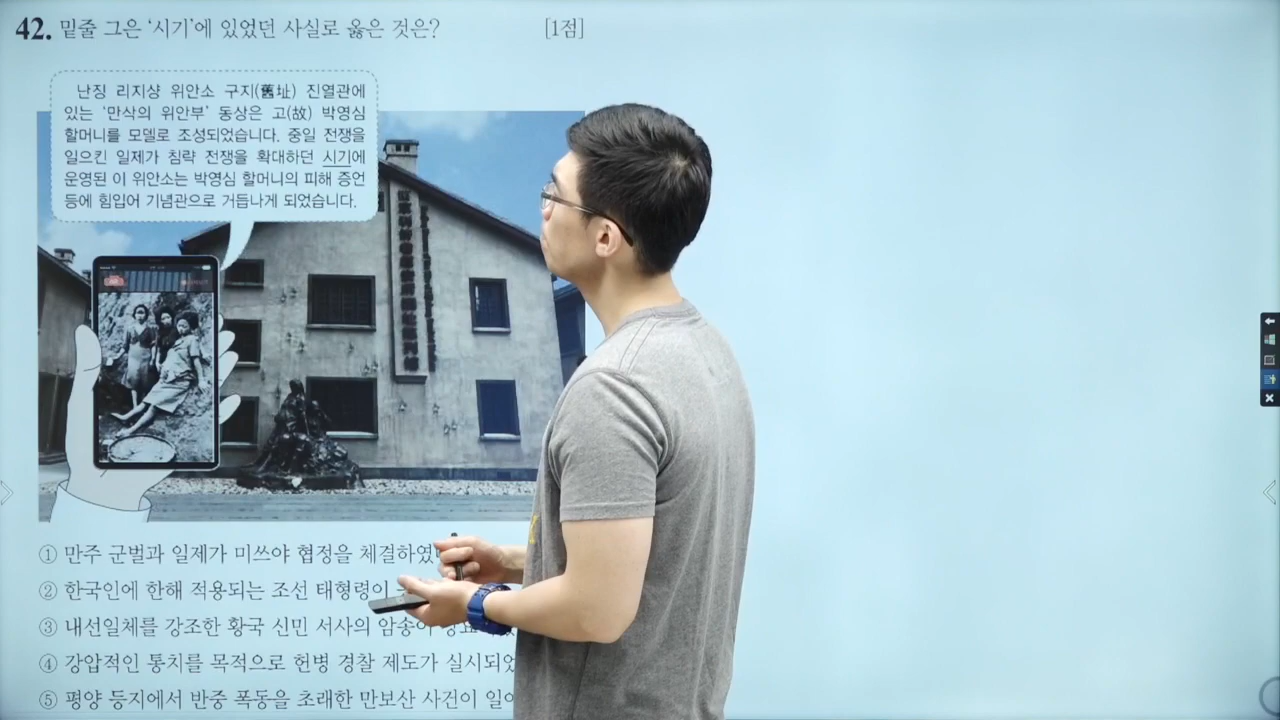 42. 밑줄 그은 ‘시기’에 있었던 사실로 옳은 것은? [1점]
난징 리지샹 위안소 구지(舊址) 진열관에
있는 ‘만삭의 위안부’ 동상은 고(故) 박영심
할머니를 모델로 조성되었습니다. 중일 전쟁을
일으킨 일제가 침략 전쟁을 확대하던 시기에
운영된 이 위안소는 박영심 할머니의 피해 증언
등에 힘입어 기념관으로 거듭나게 되었습니다.
① 만주 군벌과 일제가 미쓰야 협정을 체결하였
② 한국인에 한해 적용되는 조선 태형령이
③ 내선일체를 강조한 황국 신민 서사의 암송이
④ 강압적인 통치를 목적으로 헌병 경찰 제도가 실시되었
⑤ 평양 등지에서 반중 폭동을 초래한 만보산 사건이